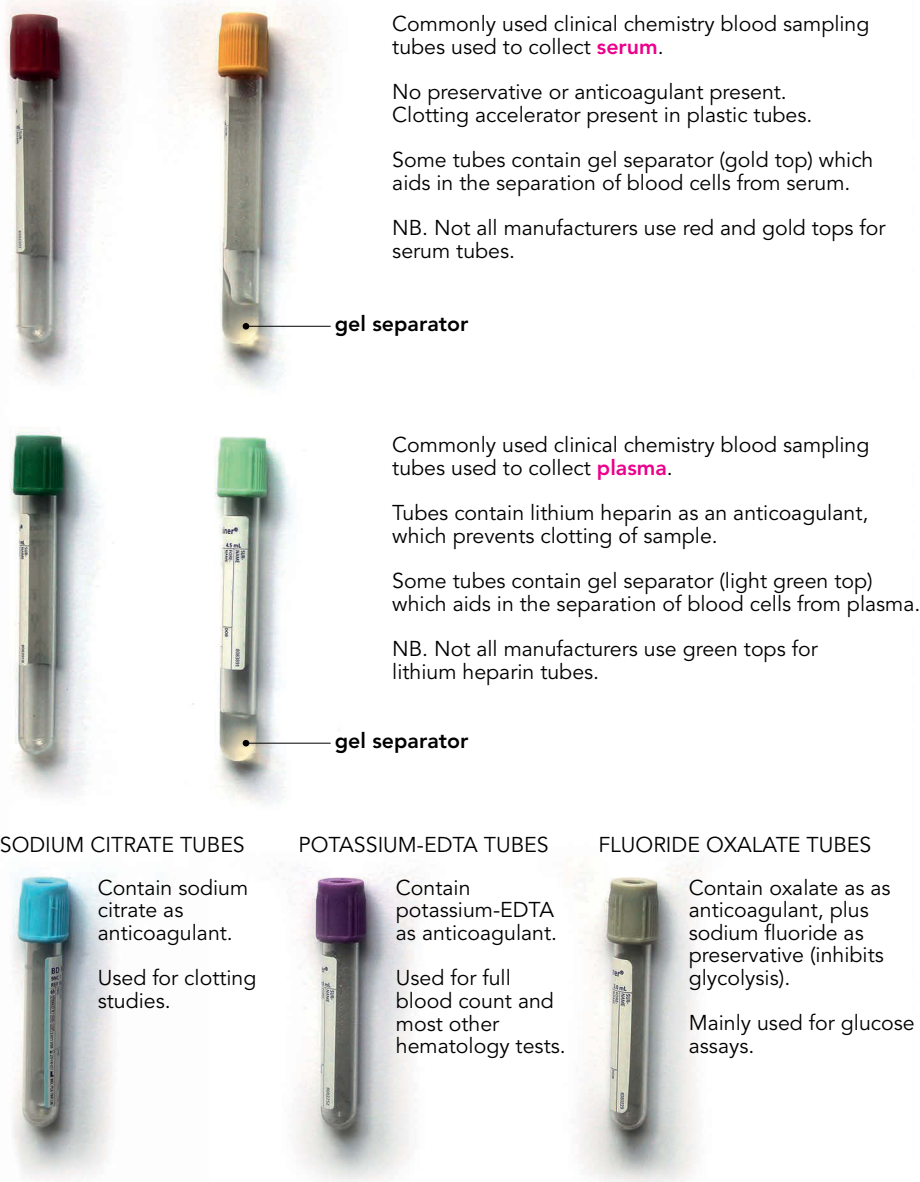 Commonly used clinical chemistry blood sampling
tubes used to collect serum.
No preservative or anticoagulant present.
Clotting accelerator present in plastic tubes.
Some tubes contain gel separator (gold top) which
aids in the separation of blood cells from serum.
NB. Not all manufacturers use red and gold tops for
serum tubes.
gel separator
Commonly used clinical chemistry blood sampling
tubes used to collect plasma.
Tubes contain lithium heparin as an anticoagulant,
which prevents clotting of sample.
Some tubes contain gel separator (light green top)
which aids in the separation of blood cells from plasma.
NB. Not all manufacturers use green tops for
lithium heparin tubes.
iner®
4.5 mL
gel separator
SODIUM CITRATE TUBES
Contain sodium
citrate as
anticoagulant.
Used for clotting
studies.
BD
POTASSIUM-EDTA TUBES
Contain
potassium-EDTA
as anticoagulant.
Used for full
blood count and
most other
hematology tests.
FLUORIDE OXALATE TUBES
Contain oxalate as as
anticoagulant, plus
sodium fluoride as
preservative (inhibits
glycolysis).
Mainly used for glucose
assays.